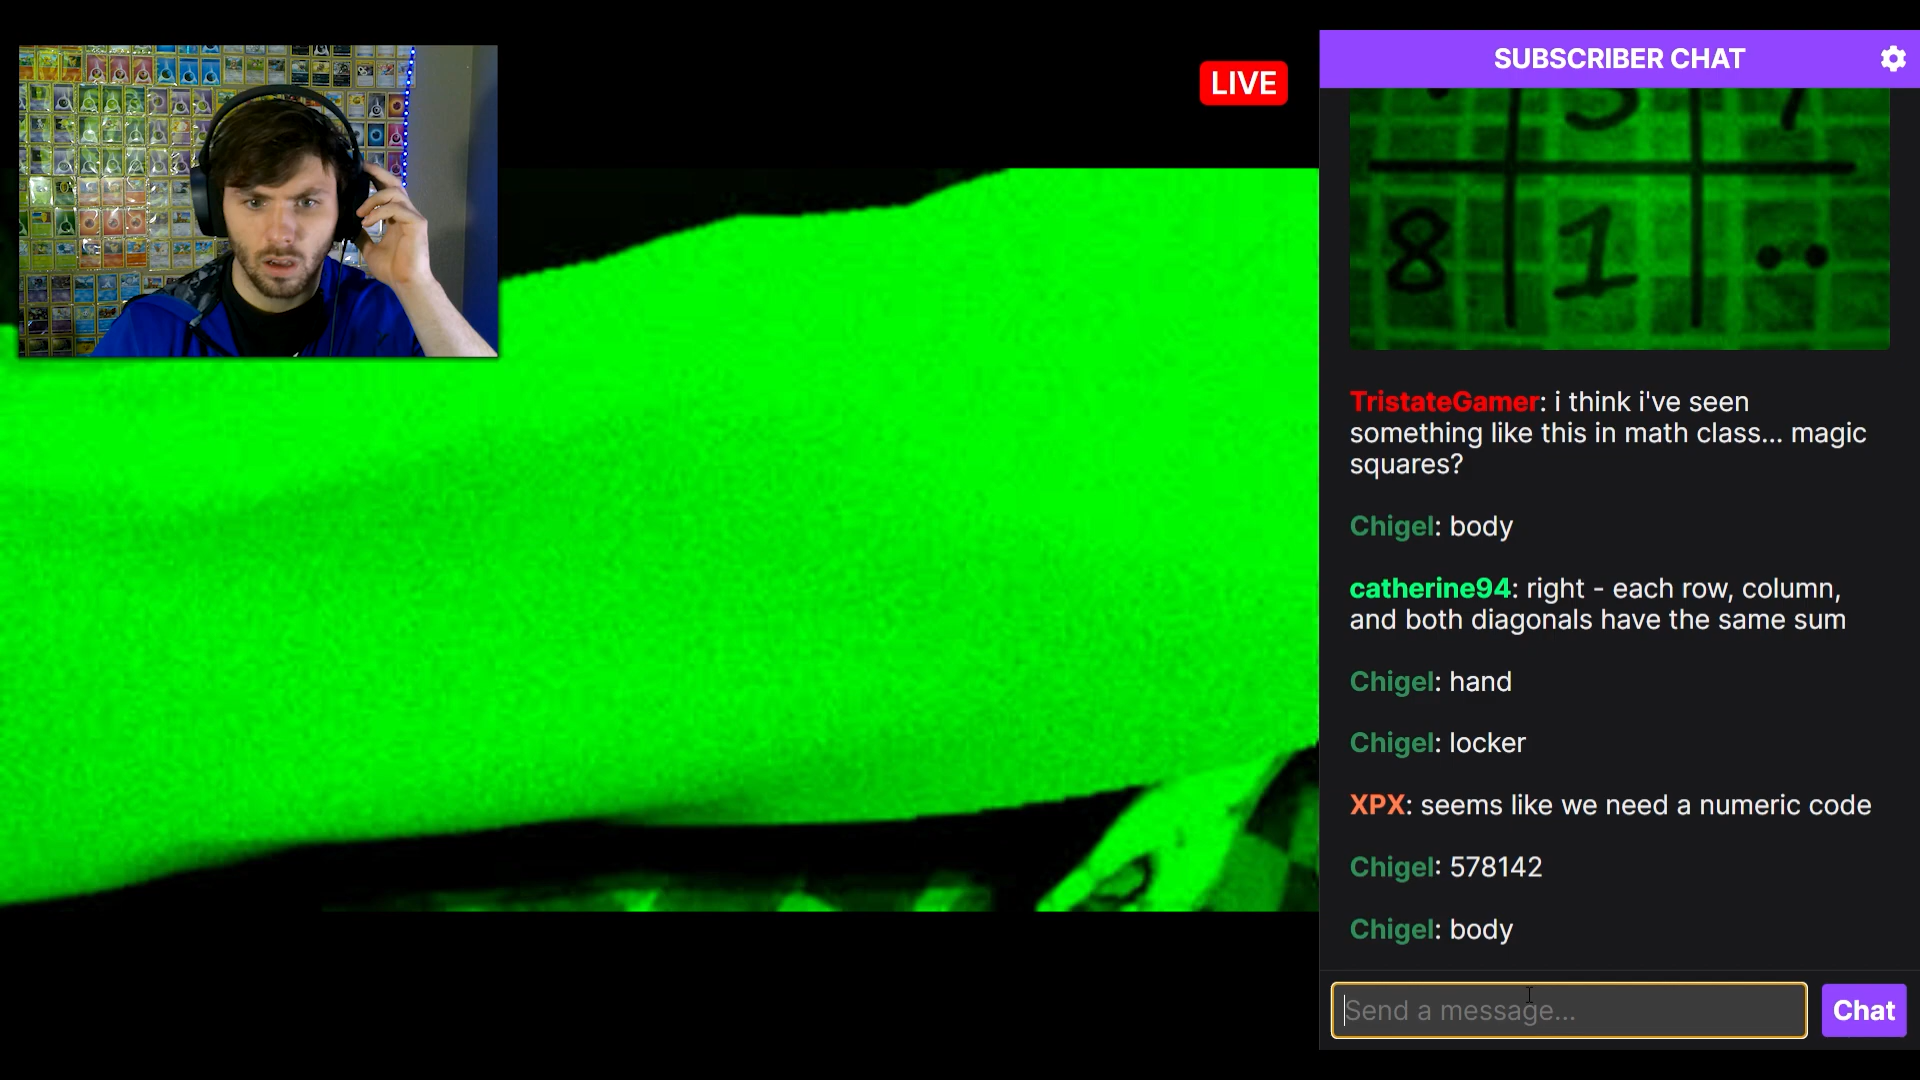 LIVE
SUBSCRIBER CHAT
8 1 ••
TristateGamer: i think i've seen
something like this in math class... magic
squares?
Chigel: body
catherine94: right - each row, column,
and both diagonals have the same sum
Chigel: hand
Chigel: locker
XPX: seems like we need a numeric code
Chigel: 578142
Chigel: body
Send a message...
Chat